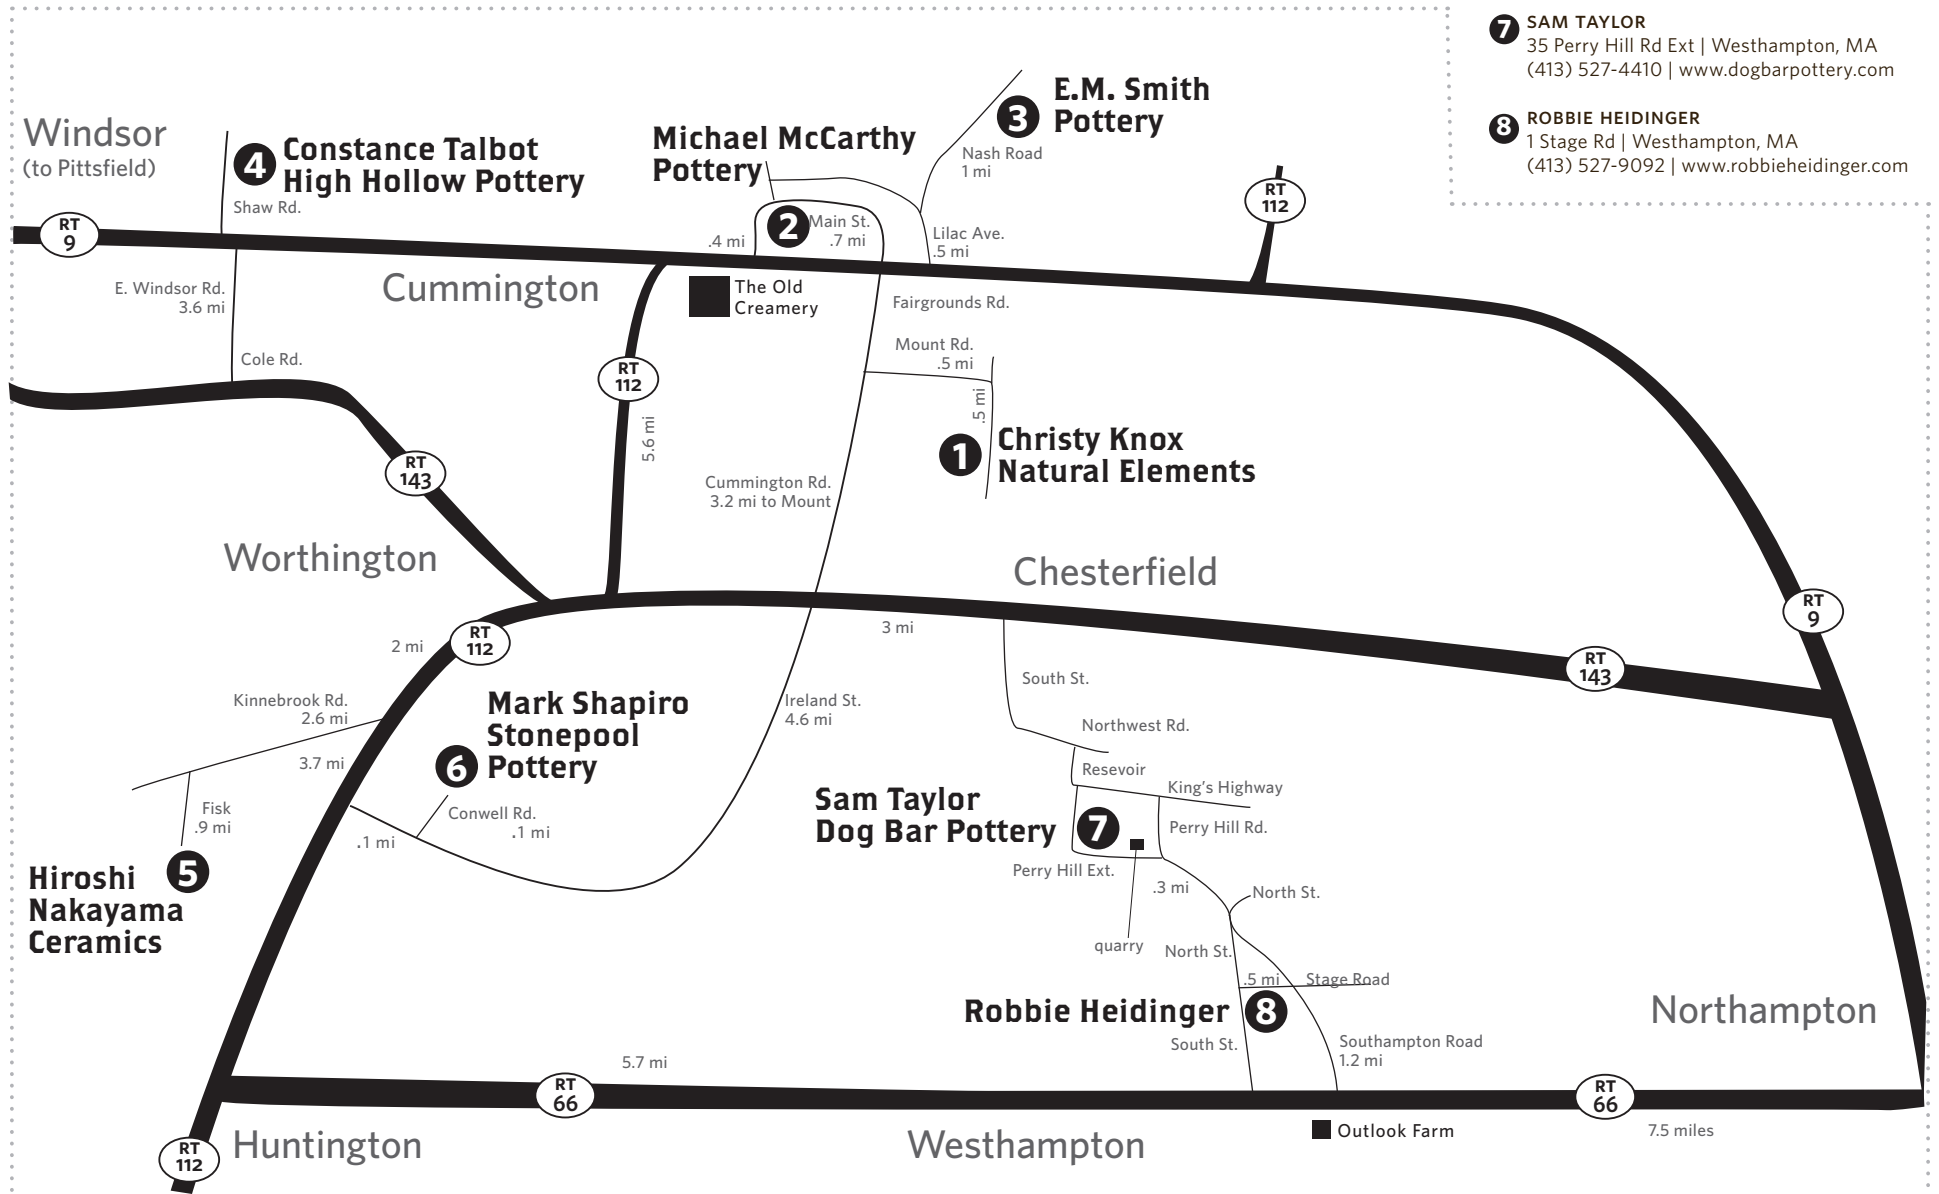 7 SAM TAYLOR
35 Perry Hill Rd Ext | Westhampton, MA
(413) 527-4410 | www.dogbarpottery.com
8 ROBBIE HEIDINGER
1 Stage Rd | Westhampton, MA
(413) 527-9092 | www.robbieheidinger.com
Windsor
(to Pittsfield)
4 Constance Talbot
High Hollow Pottery
Shaw Rd.
Michael McCarthy
Pottery
3 E.M. Smith
Pottery
Nash Road
1 mi
RT
112
RT
9
2
Main St.
.7 mi
.4 mi
Lilac Ave.
.5 mi
E. Windsor Rd.
3.6 mi
Cummington
The Old
Creamery
Fairgrounds Rd.
Cole Rd.
RT
112
Mount Rd.
.5 mi
.5 mi
5.6 mi
1 Christy Knox
Natural Elements
RT
143
Cummington Rd.
3.2 mi to Mount
Worthington
Chesterfield
RT
9
2 mi
RT
112
3 mi
RT
143
South St.
Kinnebrook Rd.
2.6 mi
6 Mark Shapiro
Stonepool
Pottery
Ireland St.
4.6 mi
Northwest Rd.
3.7 mi
Resevoir
King's Highway
Fisk
.9 mi
Conwell Rd.
.1 mi
.1 mi
Sam Taylor
Dog Bar Pottery
7
Perry Hill Rd.
Perry Hill Ext.
.3 mi
5
Hiroshi
Nakayama
Ceramics
North St.
quarry
North St.
.5 mi
Stage Road
Robbie Heidinger
8
Northampton
South St.
Southampton Road
1.2 mi
5.7 mi
RT
66
RT
66
Huntington
Westhampton
Outlook Farm
7.5 miles
RT
112